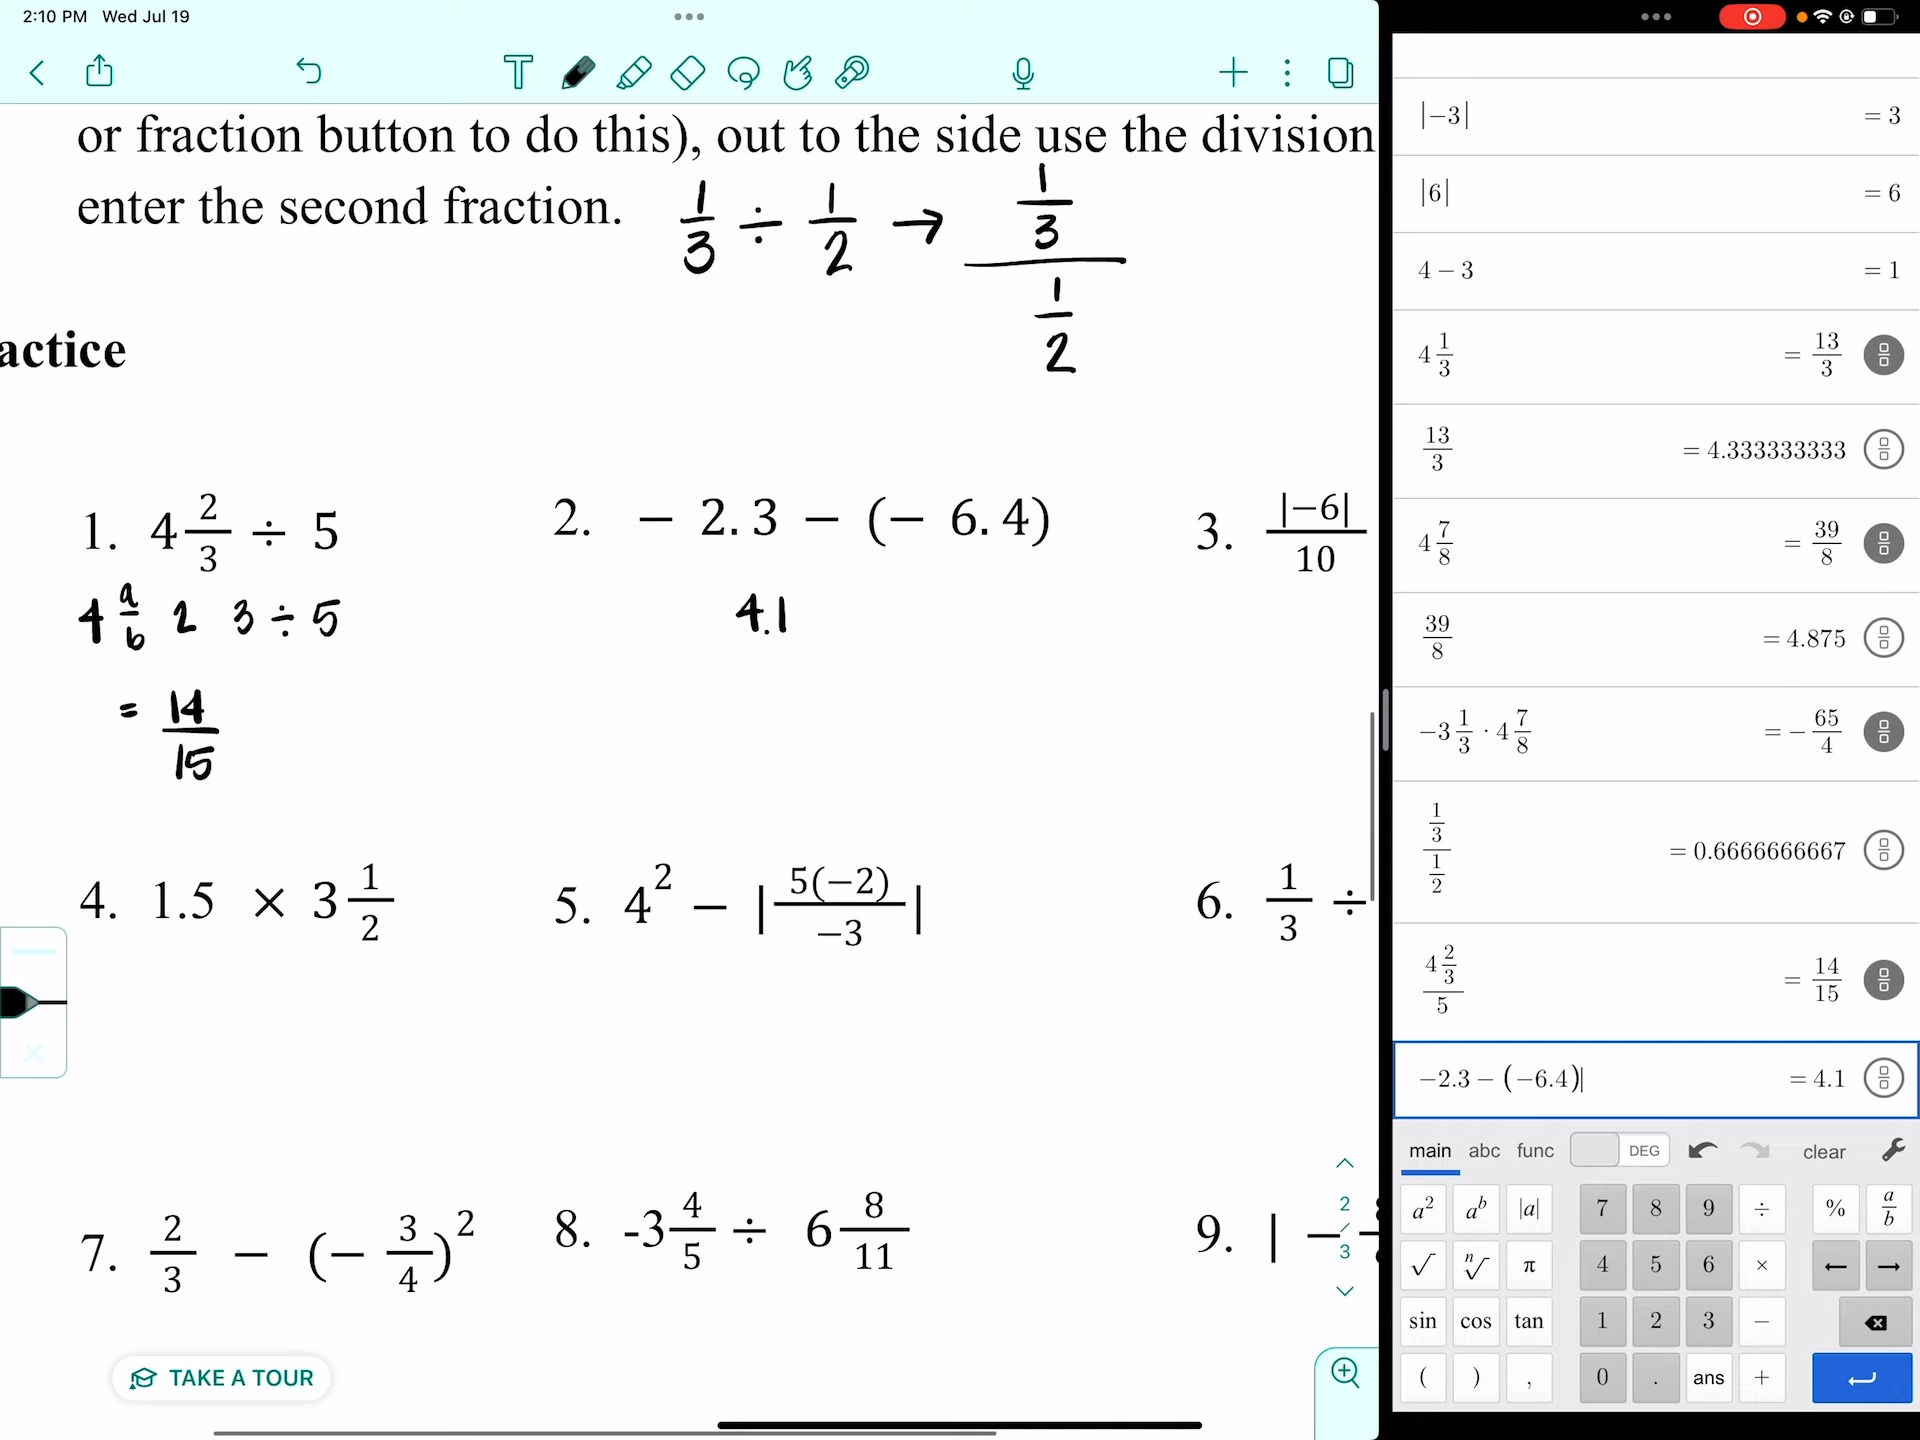 2:10 PM Wed Jul 19
or fraction button to do this), out to the side use the division
enter the second fraction. 1/3 ÷ 1/2 → (1/3)/(1/2)
actice
1. 4 2/3 ÷ 5
4 a/b 2 3 ÷ 5
= 14/15
2. − 2.3 − (− 6.4)
4.1
3. |−6|/10
4. 1.5 × 3 1/2
5. 4² − |5(−2)/−3|
6. 1/3 ÷
7. 2/3 − (− 3/4)²
8. -3 4/5 ÷ 6 8/11
9. | −
2/3
TAKE A TOUR
|−3| = 3
|6| = 6
4 − 3 = 1
4 1/3 = 13/3
13/3 = 4.333333333
4 7/8 = 39/8
39/8 = 4.875
−3 1/3 · 4 7/8 = − 65/4
(1/3)/(1/2) = 0.6666666667
(4 2/3)/5 = 14/15
−2.3 − (−6.4) = 4.1
main abc func DEG clear
a² aᵇ |a| 7 8 9 ÷ % a/b
√ ⁿ√ π 4 5 6 × ← →
sin cos tan 1 2 3 −
( ) , 0 . ans +